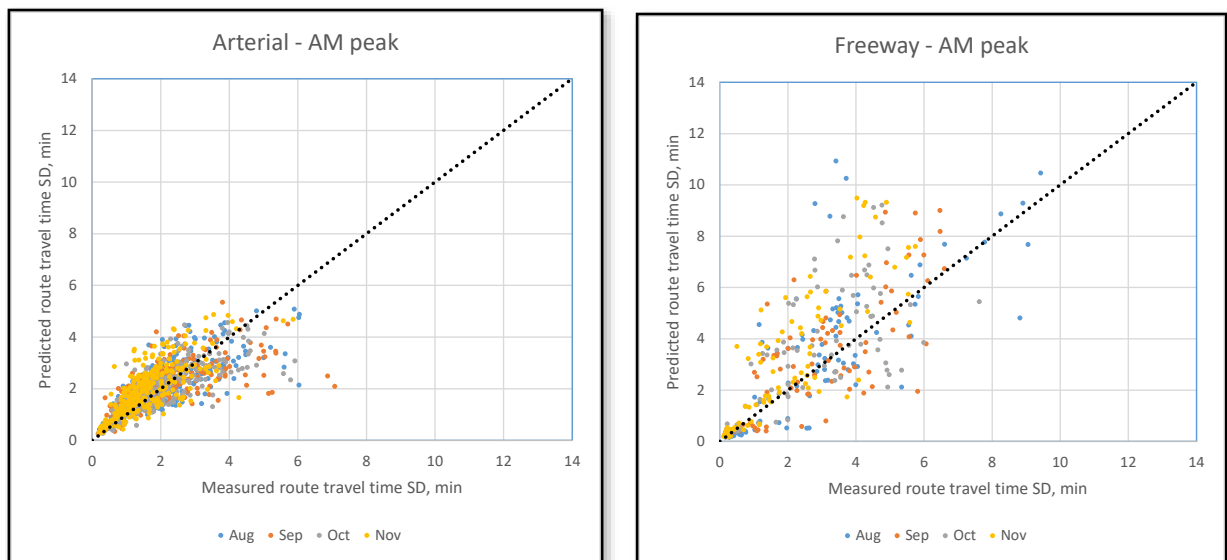 Arterial - AM peak
14
12
10
8
6
4
2
0
Predicted route travel time SD, min
0 2 4 6 8 10 12 14
Measured route travel time SD, min
Aug Sep Oct Nov
Freeway - AM peak
14
12
10
8
6
4
2
0
Predicted route travel time SD, min
0 2 4 6 8 10 12 14
Measured route travel time SD, min
Aug Sep Oct Nov